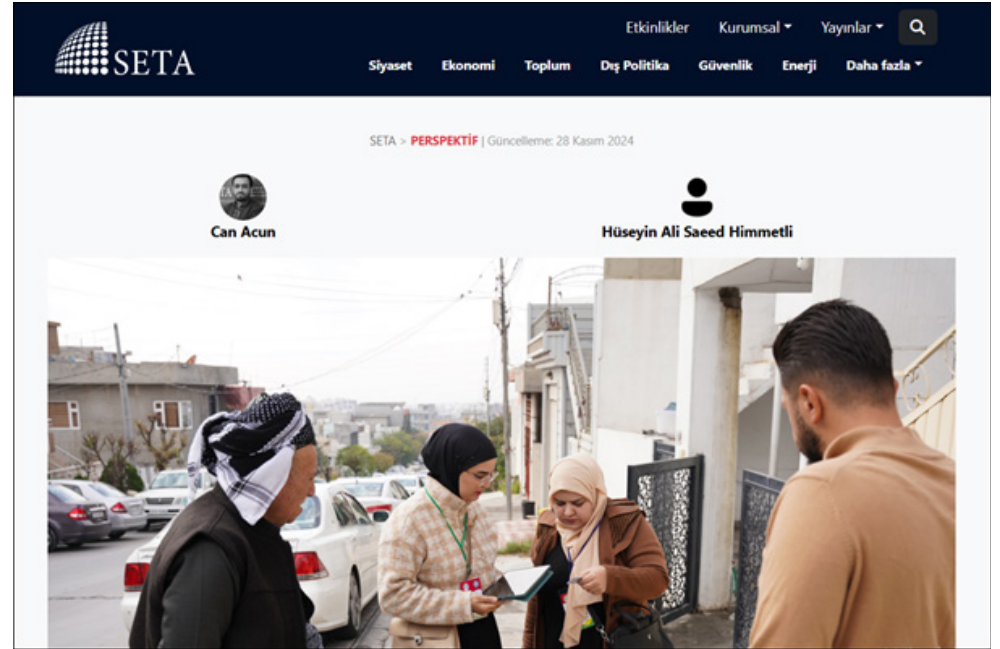 SETA
Etkinlikler Kurumsal Yayınlar
Siyaset Ekonomi Toplum Dış Politika Güvenlik Enerji Daha fazla
SETA > PERSPEKTİF | Güncelleme: 28 Kasım 2024
Can Acun
Hüseyin Ali Saeed Himmetli